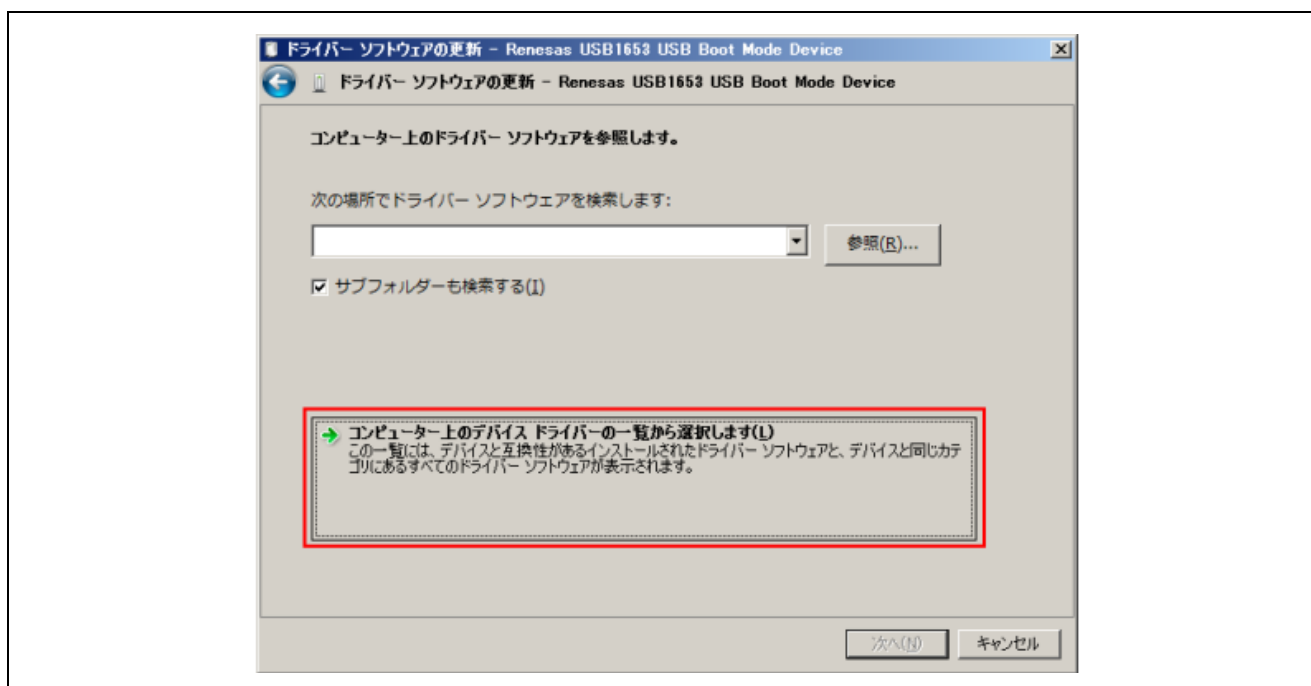 ドライバー ソフトウェアの更新 - Renesas USB1653 USB Boot Mode Device
ドライバー ソフトウェアの更新 - Renesas USB1653 USB Boot Mode Device
コンピューター上のドライバー ソフトウェアを参照します。
次の場所でドライバー ソフトウェアを検索します:
参照(R)...
サブフォルダーも検索する(I)
コンピューター上のデバイス ドライバーの一覧から選択します(L)
この一覧には、デバイスと互換性があるインストールされたドライバー ソフトウェアと、デバイスと同じカテ
ゴリにあるすべてのドライバー ソフトウェアが表示されます。
次へ(N)
キャンセル